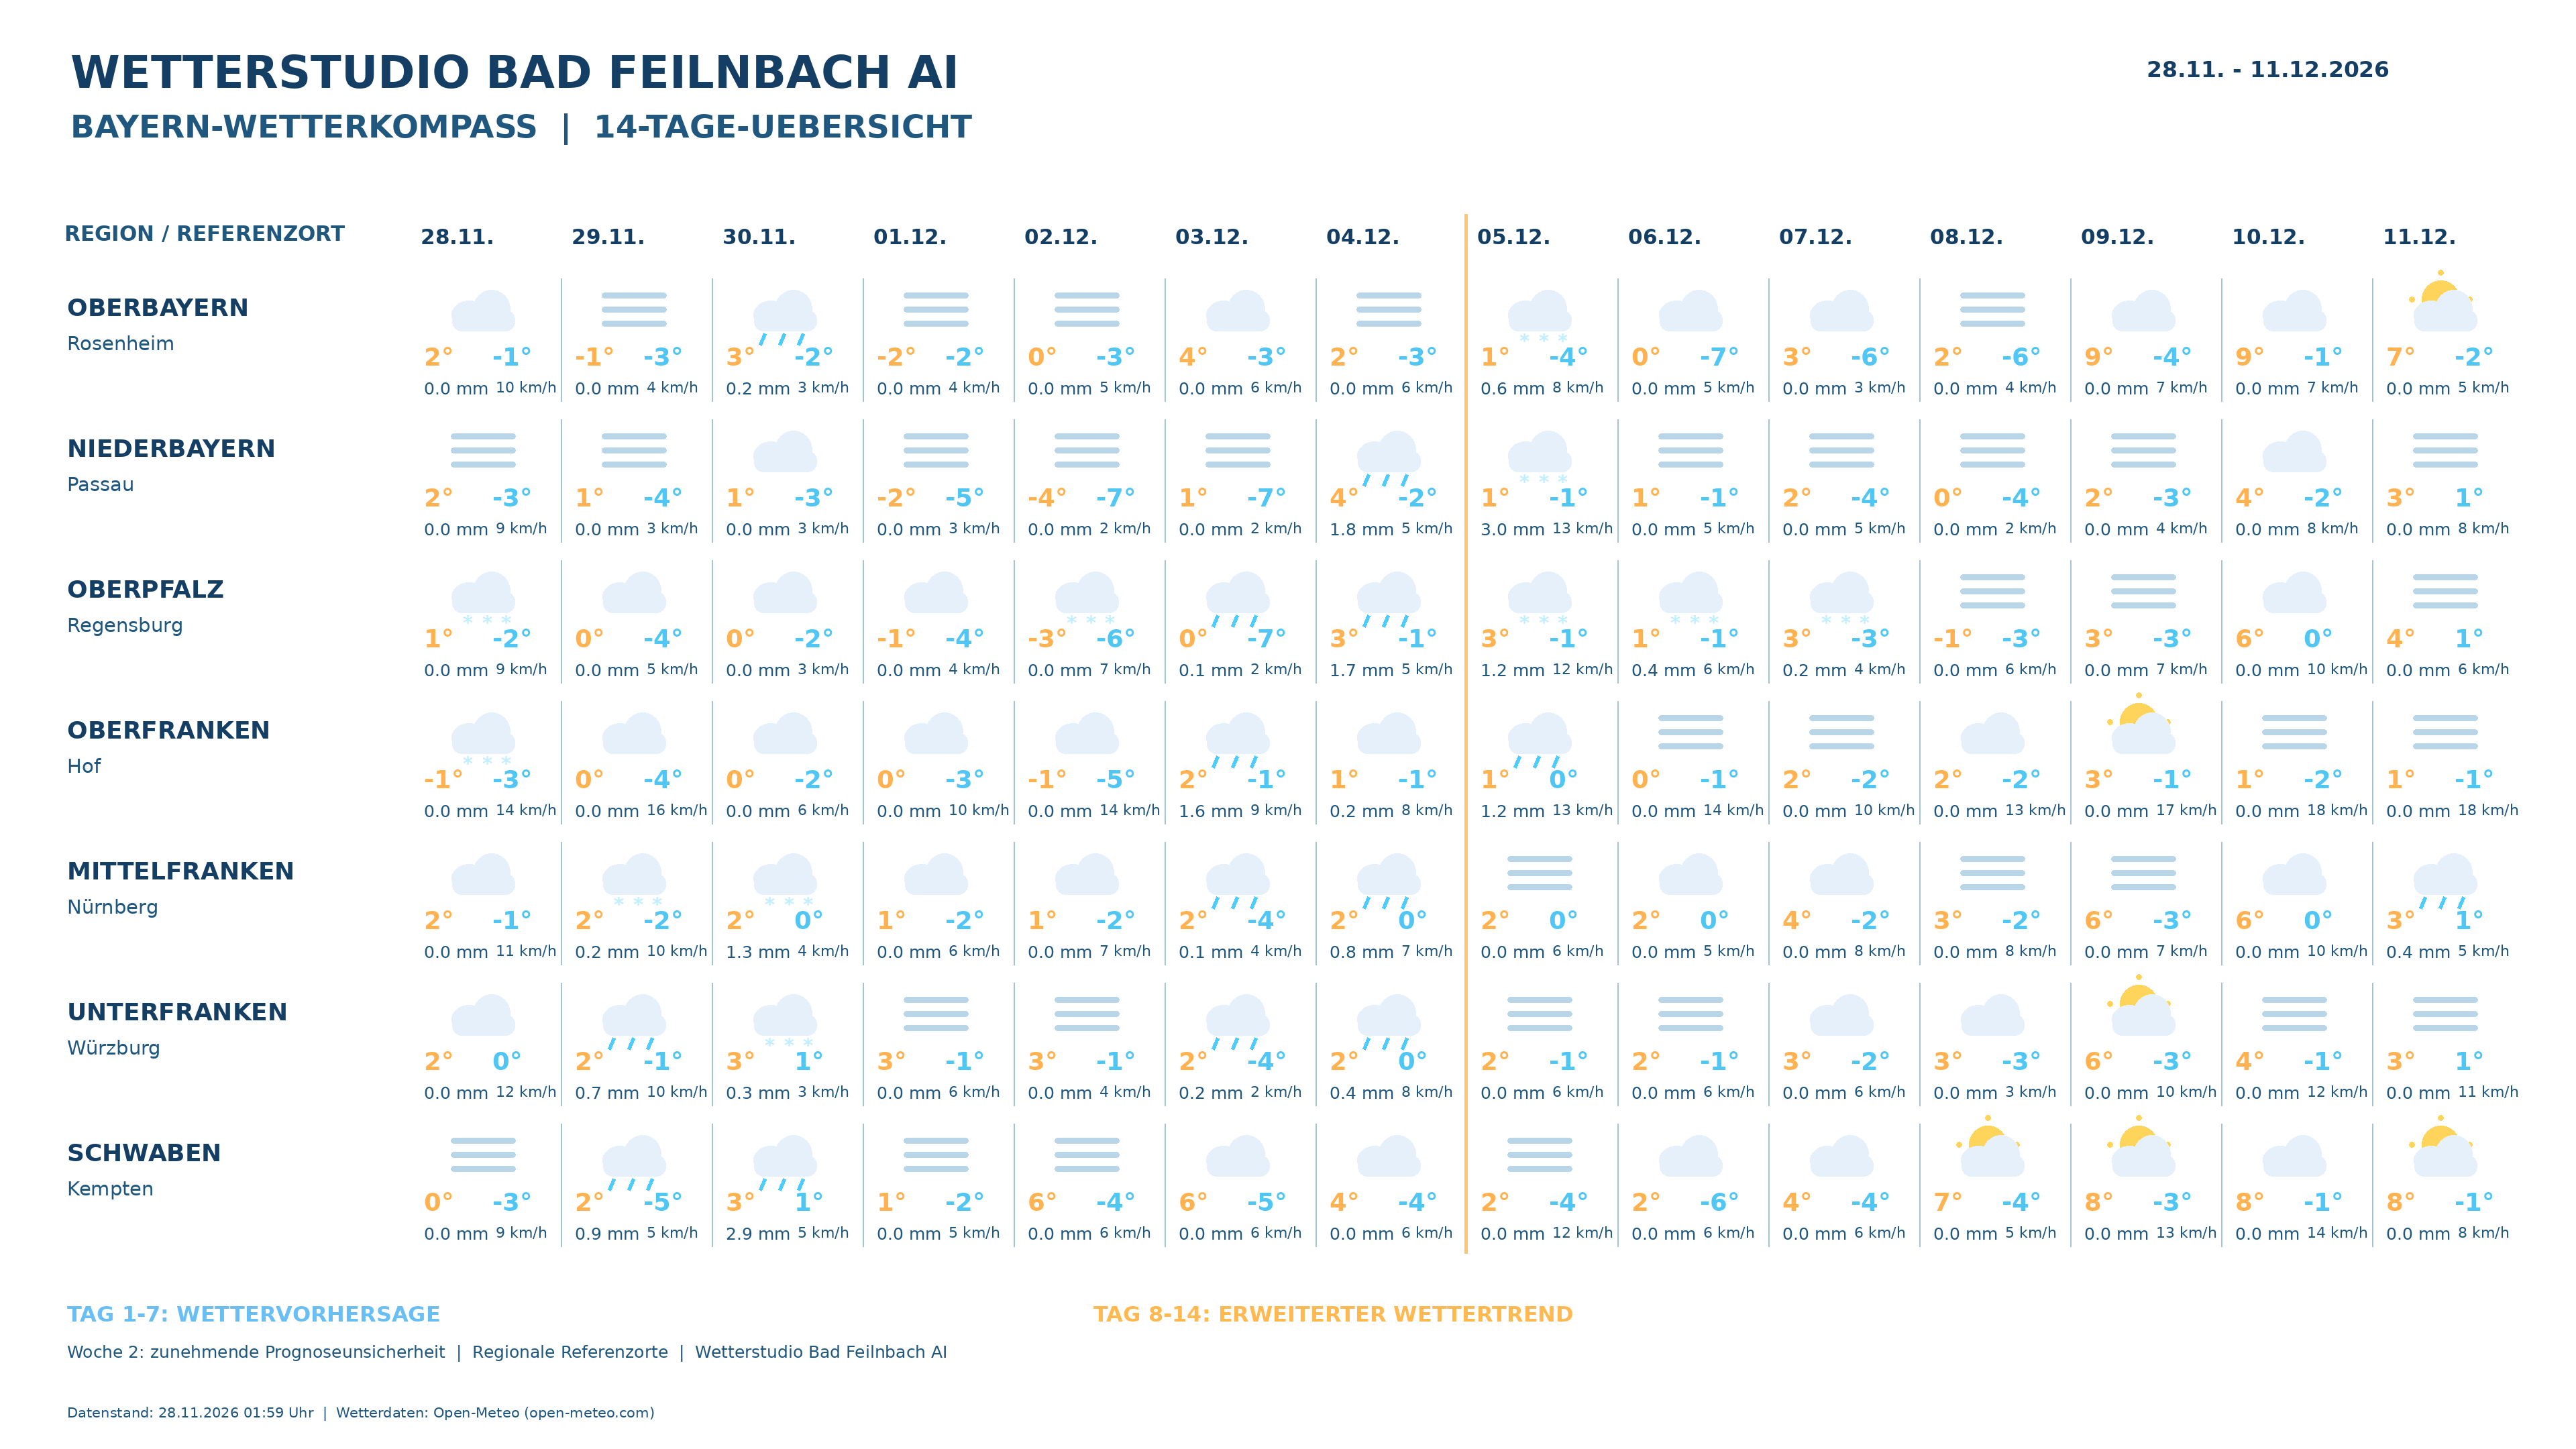 WETTERSTUDIO BAD FEILNBACH AI
28.11. - 11.12.2026
BAYERN-WETTERKOMPASS | 14-TAGE-UEBERSICHT
REGION / REFERENZORT 28.11. 29.11. 30.11. 01.12. 02.12. 03.12. 04.12. 05.12. 06.12. 07.12. 08.12. 09.12. 10.12. 11.12.
OBERBAYERN
Rosenheim
2° -1° -1° -3° 3° -2° -2° -2° 0° -3° 4° -3° 2° -3° 1° -4° 0° -7° 3° -6° 2° -6° 9° -4° 9° -1° 7° -2°
0.0 mm 10 km/h 0.0 mm 4 km/h 0.2 mm 3 km/h 0.0 mm 4 km/h 0.0 mm 5 km/h 0.0 mm 6 km/h 0.0 mm 6 km/h 0.6 mm 8 km/h 0.0 mm 5 km/h 0.0 mm 3 km/h 0.0 mm 4 km/h 0.0 mm 7 km/h 0.0 mm 7 km/h 0.0 mm 5 km/h
NIEDERBAYERN
Passau
2° -3° 1° -4° 1° -3° -2° -5° -4° -7° 1° -7° 4° -2° 1° -1° 1° -1° 2° -4° 0° -4° 2° -3° 4° -2° 3° 1°
0.0 mm 9 km/h 0.0 mm 3 km/h 0.0 mm 3 km/h 0.0 mm 3 km/h 0.0 mm 2 km/h 0.0 mm 2 km/h 1.8 mm 5 km/h 3.0 mm 13 km/h 0.0 mm 5 km/h 0.0 mm 5 km/h 0.0 mm 2 km/h 0.0 mm 4 km/h 0.0 mm 8 km/h 0.0 mm 8 km/h
OBERPFALZ
Regensburg
1° -2° 0° -4° 0° -2° -1° -4° -3° -6° 0° -7° 3° -1° 3° -1° 1° -1° 3° -3° -1° -3° 3° -3° 6° 0° 4° 1°
0.0 mm 9 km/h 0.0 mm 5 km/h 0.0 mm 3 km/h 0.0 mm 4 km/h 0.0 mm 7 km/h 0.1 mm 2 km/h 1.7 mm 5 km/h 1.2 mm 12 km/h 0.4 mm 6 km/h 0.2 mm 4 km/h 0.0 mm 6 km/h 0.0 mm 7 km/h 0.0 mm 10 km/h 0.0 mm 6 km/h
OBERFRANKEN
Hof
-1° -3° 0° -4° 0° -2° 0° -3° -1° -5° 2° -1° 1° -1° 1° 0° 0° -1° 2° -2° 2° -2° 3° -1° 1° -2° 1° -1°
0.0 mm 14 km/h 0.0 mm 16 km/h 0.0 mm 6 km/h 0.0 mm 10 km/h 0.0 mm 14 km/h 1.6 mm 9 km/h 0.2 mm 8 km/h 1.2 mm 13 km/h 0.0 mm 14 km/h 0.0 mm 10 km/h 0.0 mm 13 km/h 0.0 mm 17 km/h 0.0 mm 18 km/h 0.0 mm 18 km/h
MITTELFRANKEN
Nürnberg
2° -1° 2° -2° 2° 0° 1° -2° 1° -2° 2° -4° 2° 0° 2° 0° 2° 0° 4° -2° 3° -2° 6° -3° 6° 0° 3° 1°
0.0 mm 11 km/h 0.2 mm 10 km/h 1.3 mm 4 km/h 0.0 mm 6 km/h 0.0 mm 7 km/h 0.1 mm 4 km/h 0.8 mm 7 km/h 0.0 mm 6 km/h 0.0 mm 5 km/h 0.0 mm 8 km/h 0.0 mm 8 km/h 0.0 mm 7 km/h 0.0 mm 10 km/h 0.4 mm 5 km/h
UNTERFRANKEN
Würzburg
2° 0° 2° -1° 3° 1° 3° -1° 3° -1° 2° -4° 2° 0° 2° -1° 2° -1° 3° -2° 3° -3° 6° -3° 4° -1° 3° 1°
0.0 mm 12 km/h 0.7 mm 10 km/h 0.3 mm 3 km/h 0.0 mm 6 km/h 0.0 mm 4 km/h 0.2 mm 2 km/h 0.4 mm 8 km/h 0.0 mm 6 km/h 0.0 mm 6 km/h 0.0 mm 6 km/h 0.0 mm 3 km/h 0.0 mm 10 km/h 0.0 mm 12 km/h 0.0 mm 11 km/h
SCHWABEN
Kempten
0° -3° 2° -5° 3° 1° 1° -2° 6° -4° 6° -5° 4° -4° 2° -4° 2° -6° 4° -4° 7° -4° 8° -3° 8° -1° 8° -1°
0.0 mm 9 km/h 0.9 mm 5 km/h 2.9 mm 5 km/h 0.0 mm 5 km/h 0.0 mm 6 km/h 0.0 mm 6 km/h 0.0 mm 6 km/h 0.0 mm 12 km/h 0.0 mm 6 km/h 0.0 mm 6 km/h 0.0 mm 5 km/h 0.0 mm 13 km/h 0.0 mm 14 km/h 0.0 mm 8 km/h
TAG 1-7: WETTERVORHERSAGE TAG 8-14: ERWEITERTER WETTERTREND
Woche 2: zunehmende Prognoseunsicherheit | Regionale Referenzorte | Wetterstudio Bad Feilnbach AI
Datenstand: 28.11.2026 01:59 Uhr | Wetterdaten: Open-Meteo (open-meteo.com)